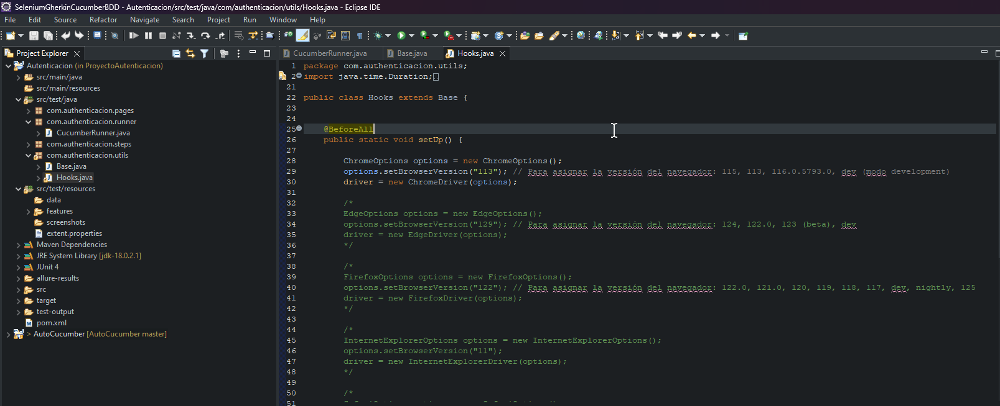 SeleniumGherkinCucumberBDD - Autenticacion/src/test/java/com/authenticacion/utils/Hooks.java - Eclipse IDE
File Edit Source Refactor Navigate Search Project Run Window Help
Project Explorer
Autenticacion (in ProyectoAutenticacion)
src/main/java
src/main/resources
src/test/java
com.authenticacion.pages
com.authenticacion.runner
CucumberRunner.java
com.authenticacion.steps
com.authenticacion.utils
Base.java
Hooks.java
src/test/resources
data
features
screenshots
extent.properties
Maven Dependencies
JRE System Library [jdk-18.0.2.1]
JUnit 4
allure-results
src
target
test-output
pom.xml
> AutoCucumber [AutoCucumber master]
CucumberRunner.java Base.java Hooks.java
1 package com.authenticacion.utils;
2 import java.time.Duration;
21
22 public class Hooks extends Base {
23
24
25 @BeforeAll
26 public static void setUp() {
27
28 ChromeOptions options = new ChromeOptions();
29 options.setBrowserVersion("113"); // Para asignar la versión del navegador: 115, 113, 116.0.5793.0, dev (modo development)
30 driver = new ChromeDriver(options);
31
32 /*
33 EdgeOptions options = new EdgeOptions();
34 options.setBrowserVersion("129"); // Para asignar la versión del navegador: 124, 122.0, 123 (beta), dev
35 driver = new EdgeDriver(options);
36 */
37
38 /*
39 FirefoxOptions options = new FirefoxOptions();
40 options.setBrowserVersion("122"); // Para asignar la versión del navegador: 122.0, 121.0, 120, 119, 118, 117, dev, nightly, 125
41 driver = new FirefoxDriver(options);
42 */
43
44 /*
45 InternetExplorerOptions options = new InternetExplorerOptions();
46 options.setBrowserVersion("11");
47 driver = new InternetExplorerDriver(options);
48 */
49
50 /*
51